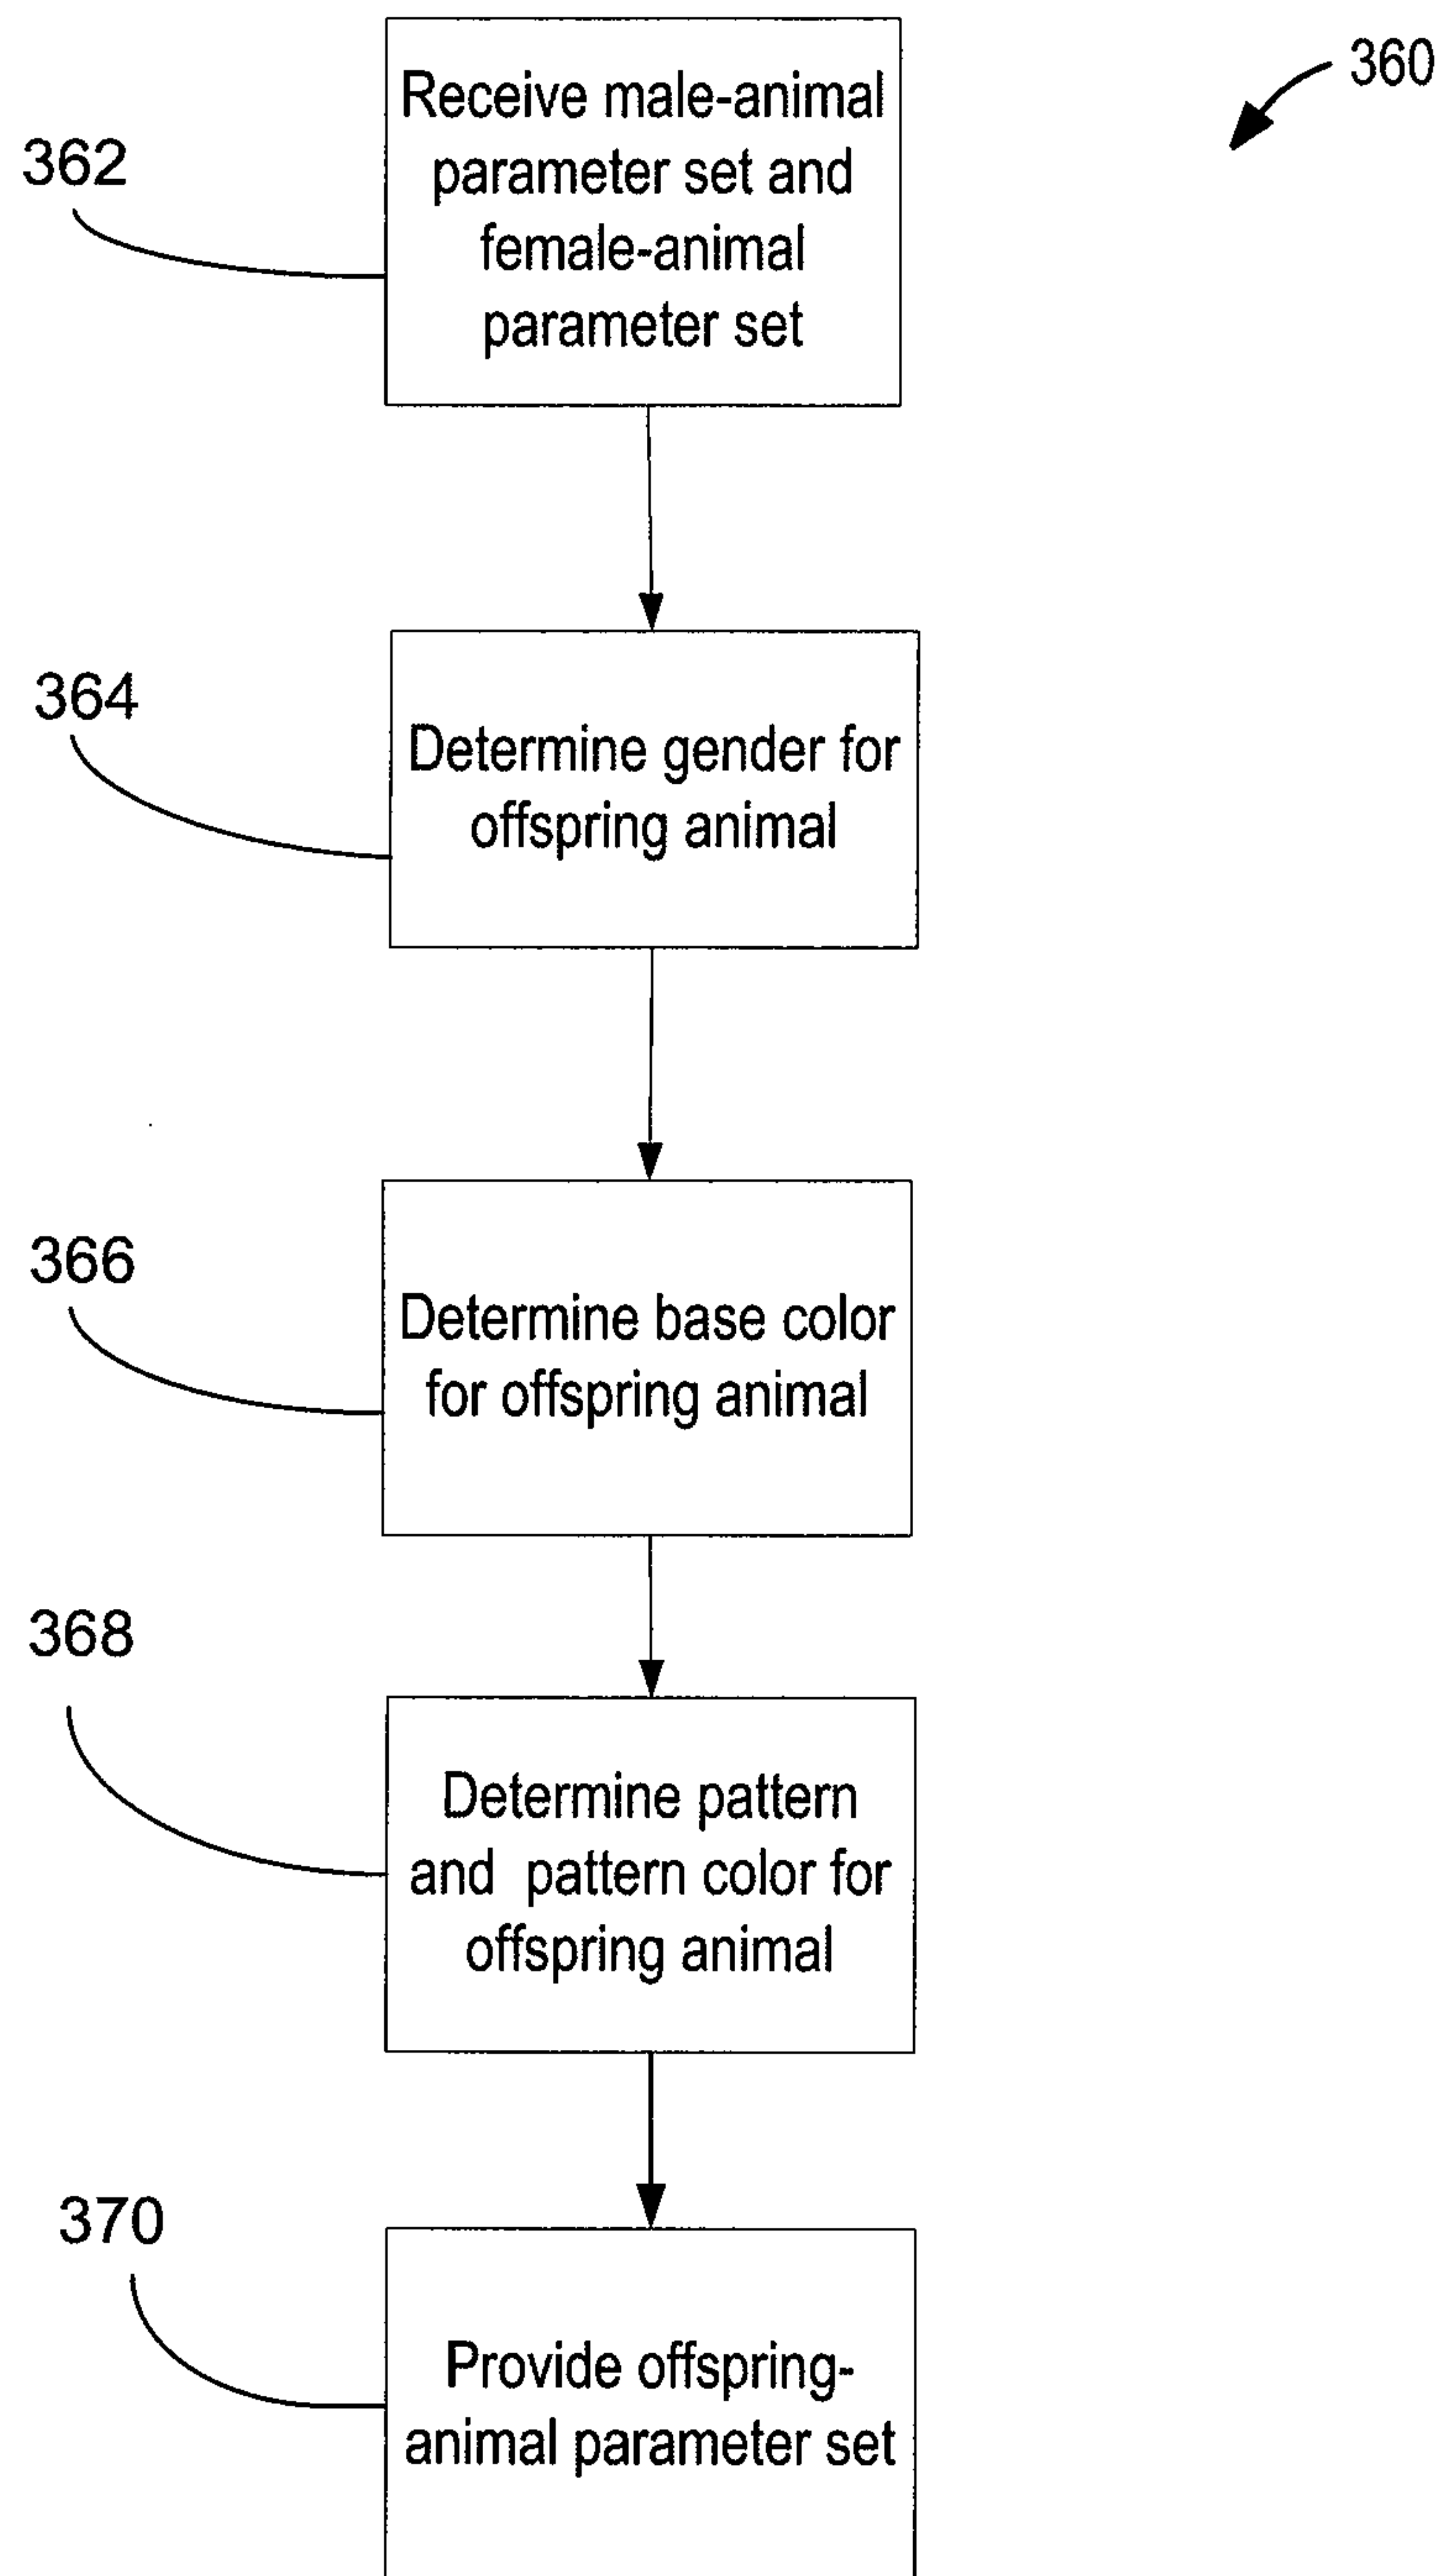 360
362
Receive male-animal
parameter set and
female-animal
parameter set
364
Determine gender for
offspring animal
366
Determine base color
for offspring animal
368
Determine pattern
and  pattern color for
offspring animal
370
Provide offspring-
animal parameter set